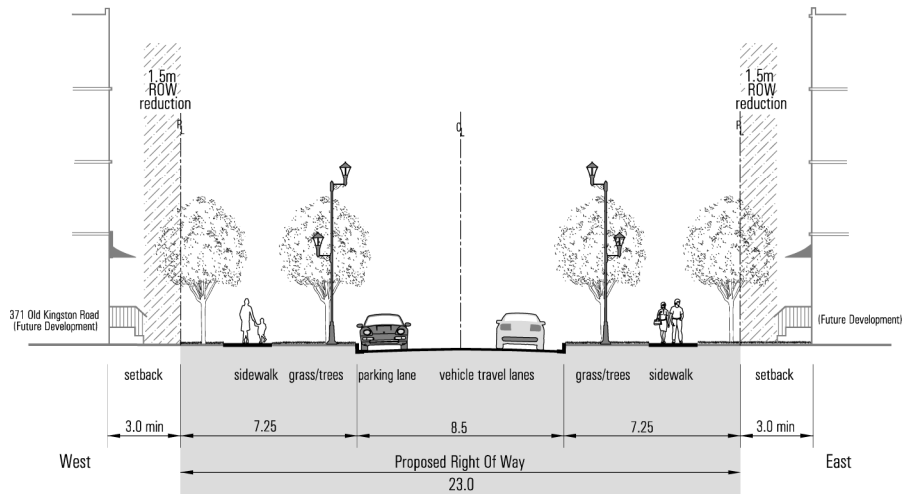 1.5m
ROW
reduction
1.5m
ROW
reduction
371 Old Kingston Road
(Future Development)
(Future Development)
setback
sidewalk
grass/trees
parking lane
vehicle travel lanes
grass/trees
sidewalk
setback
3.0 min
7.25
8.5
7.25
3.0 min
West
Proposed Right Of Way
East
23.0